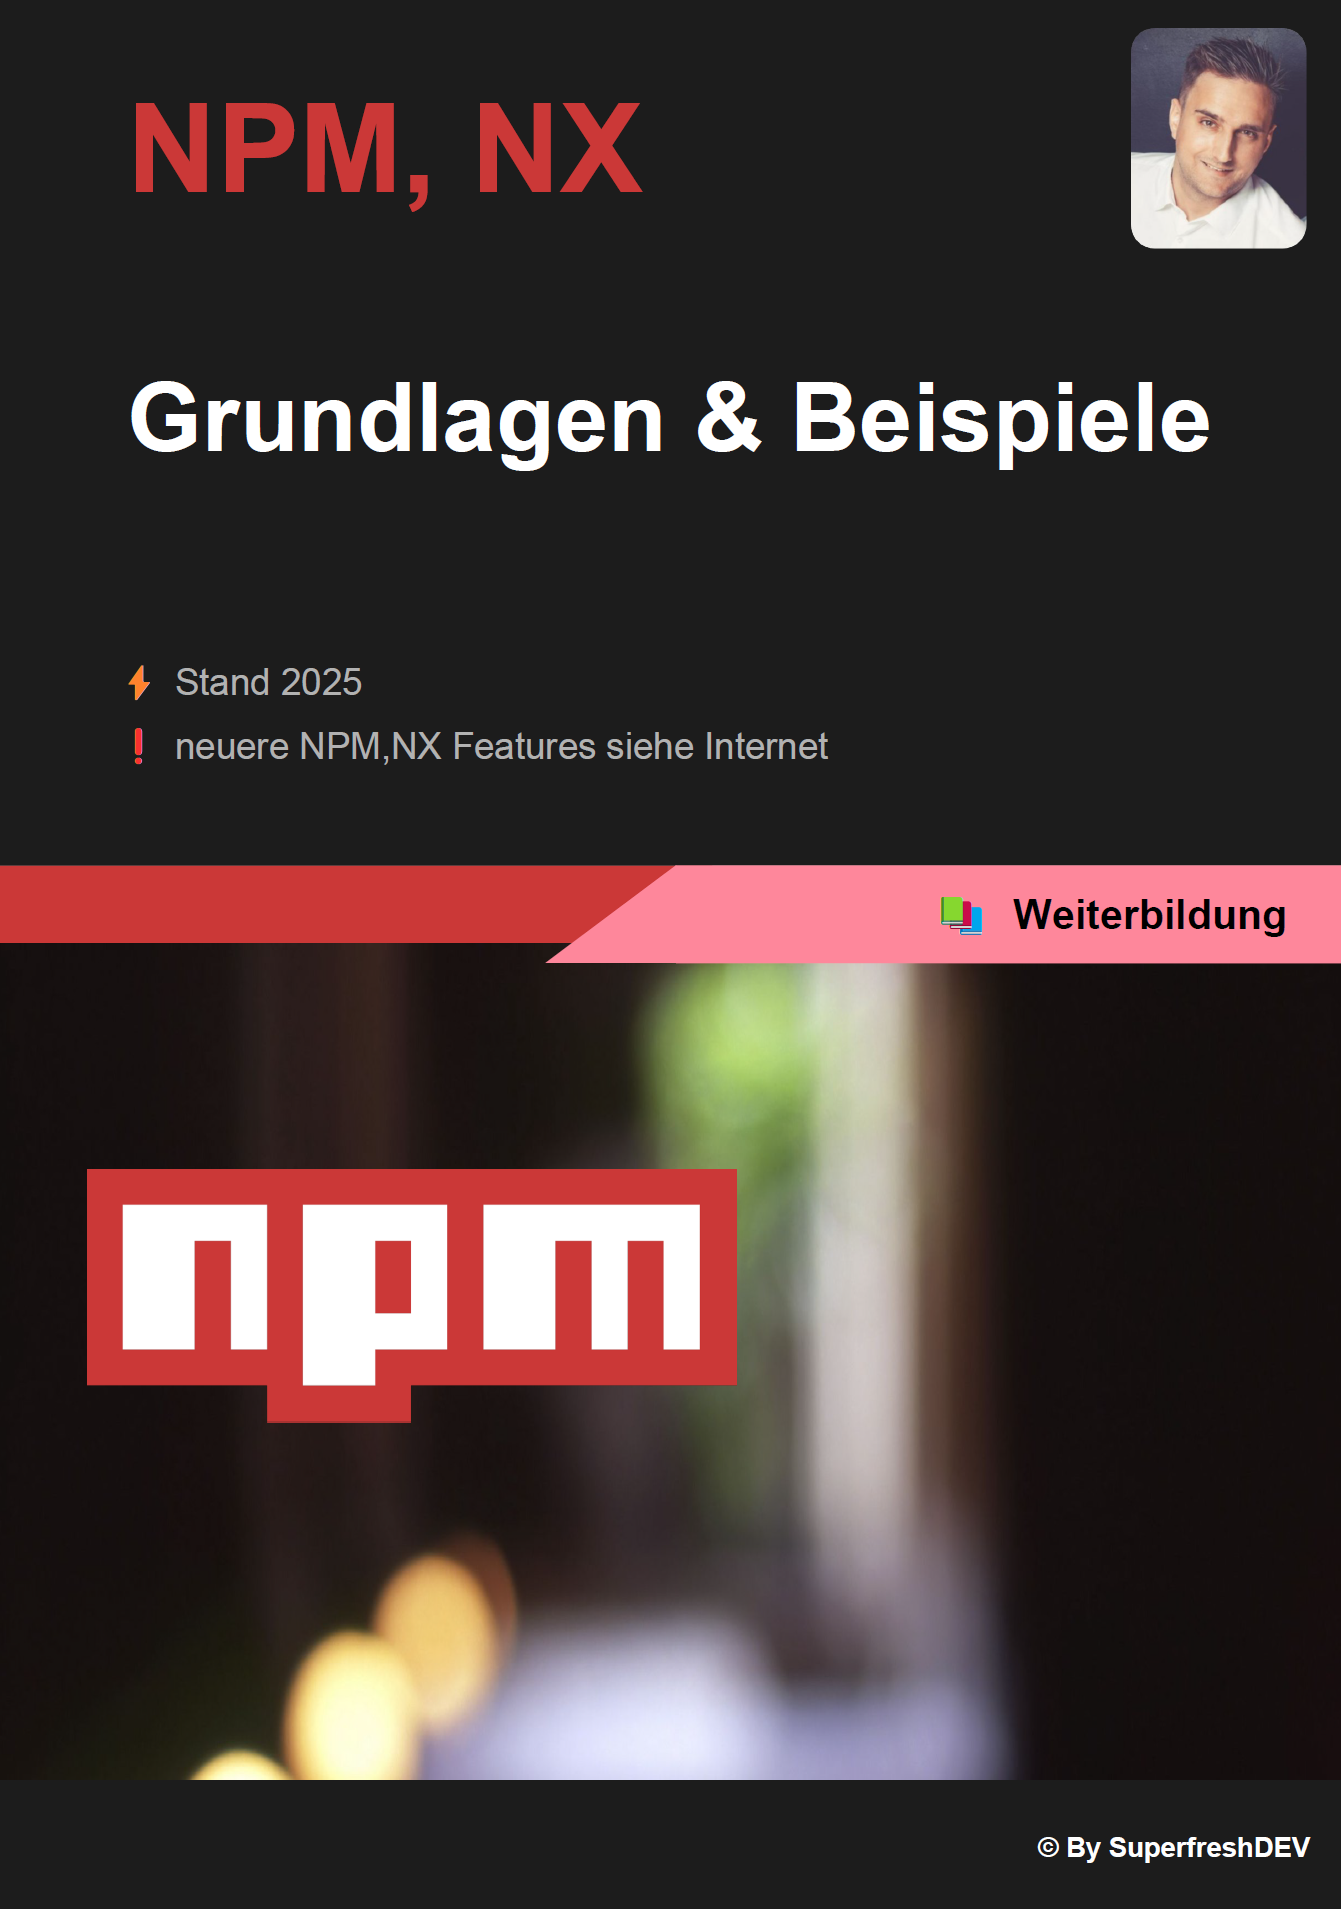 NPM, NX
Grundlagen & Beispiele
Stand 2025
neuere NPM,NX Features siehe Internet
Weiterbildung
npm
© By SuperfreshDEV